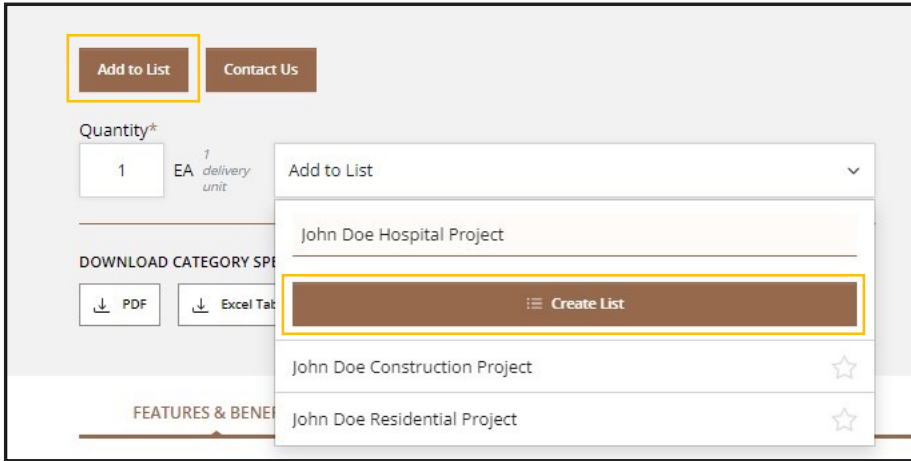 Add to List
Contact Us
Quantity*
1
EA
1
delivery
unit
Add to List
John Doe Hospital Project
DOWNLOAD CATEGORY SPE
PDF
Excel Tab
Create List
John Doe Construction Project
FEATURES & BENEF
John Doe Residential Project